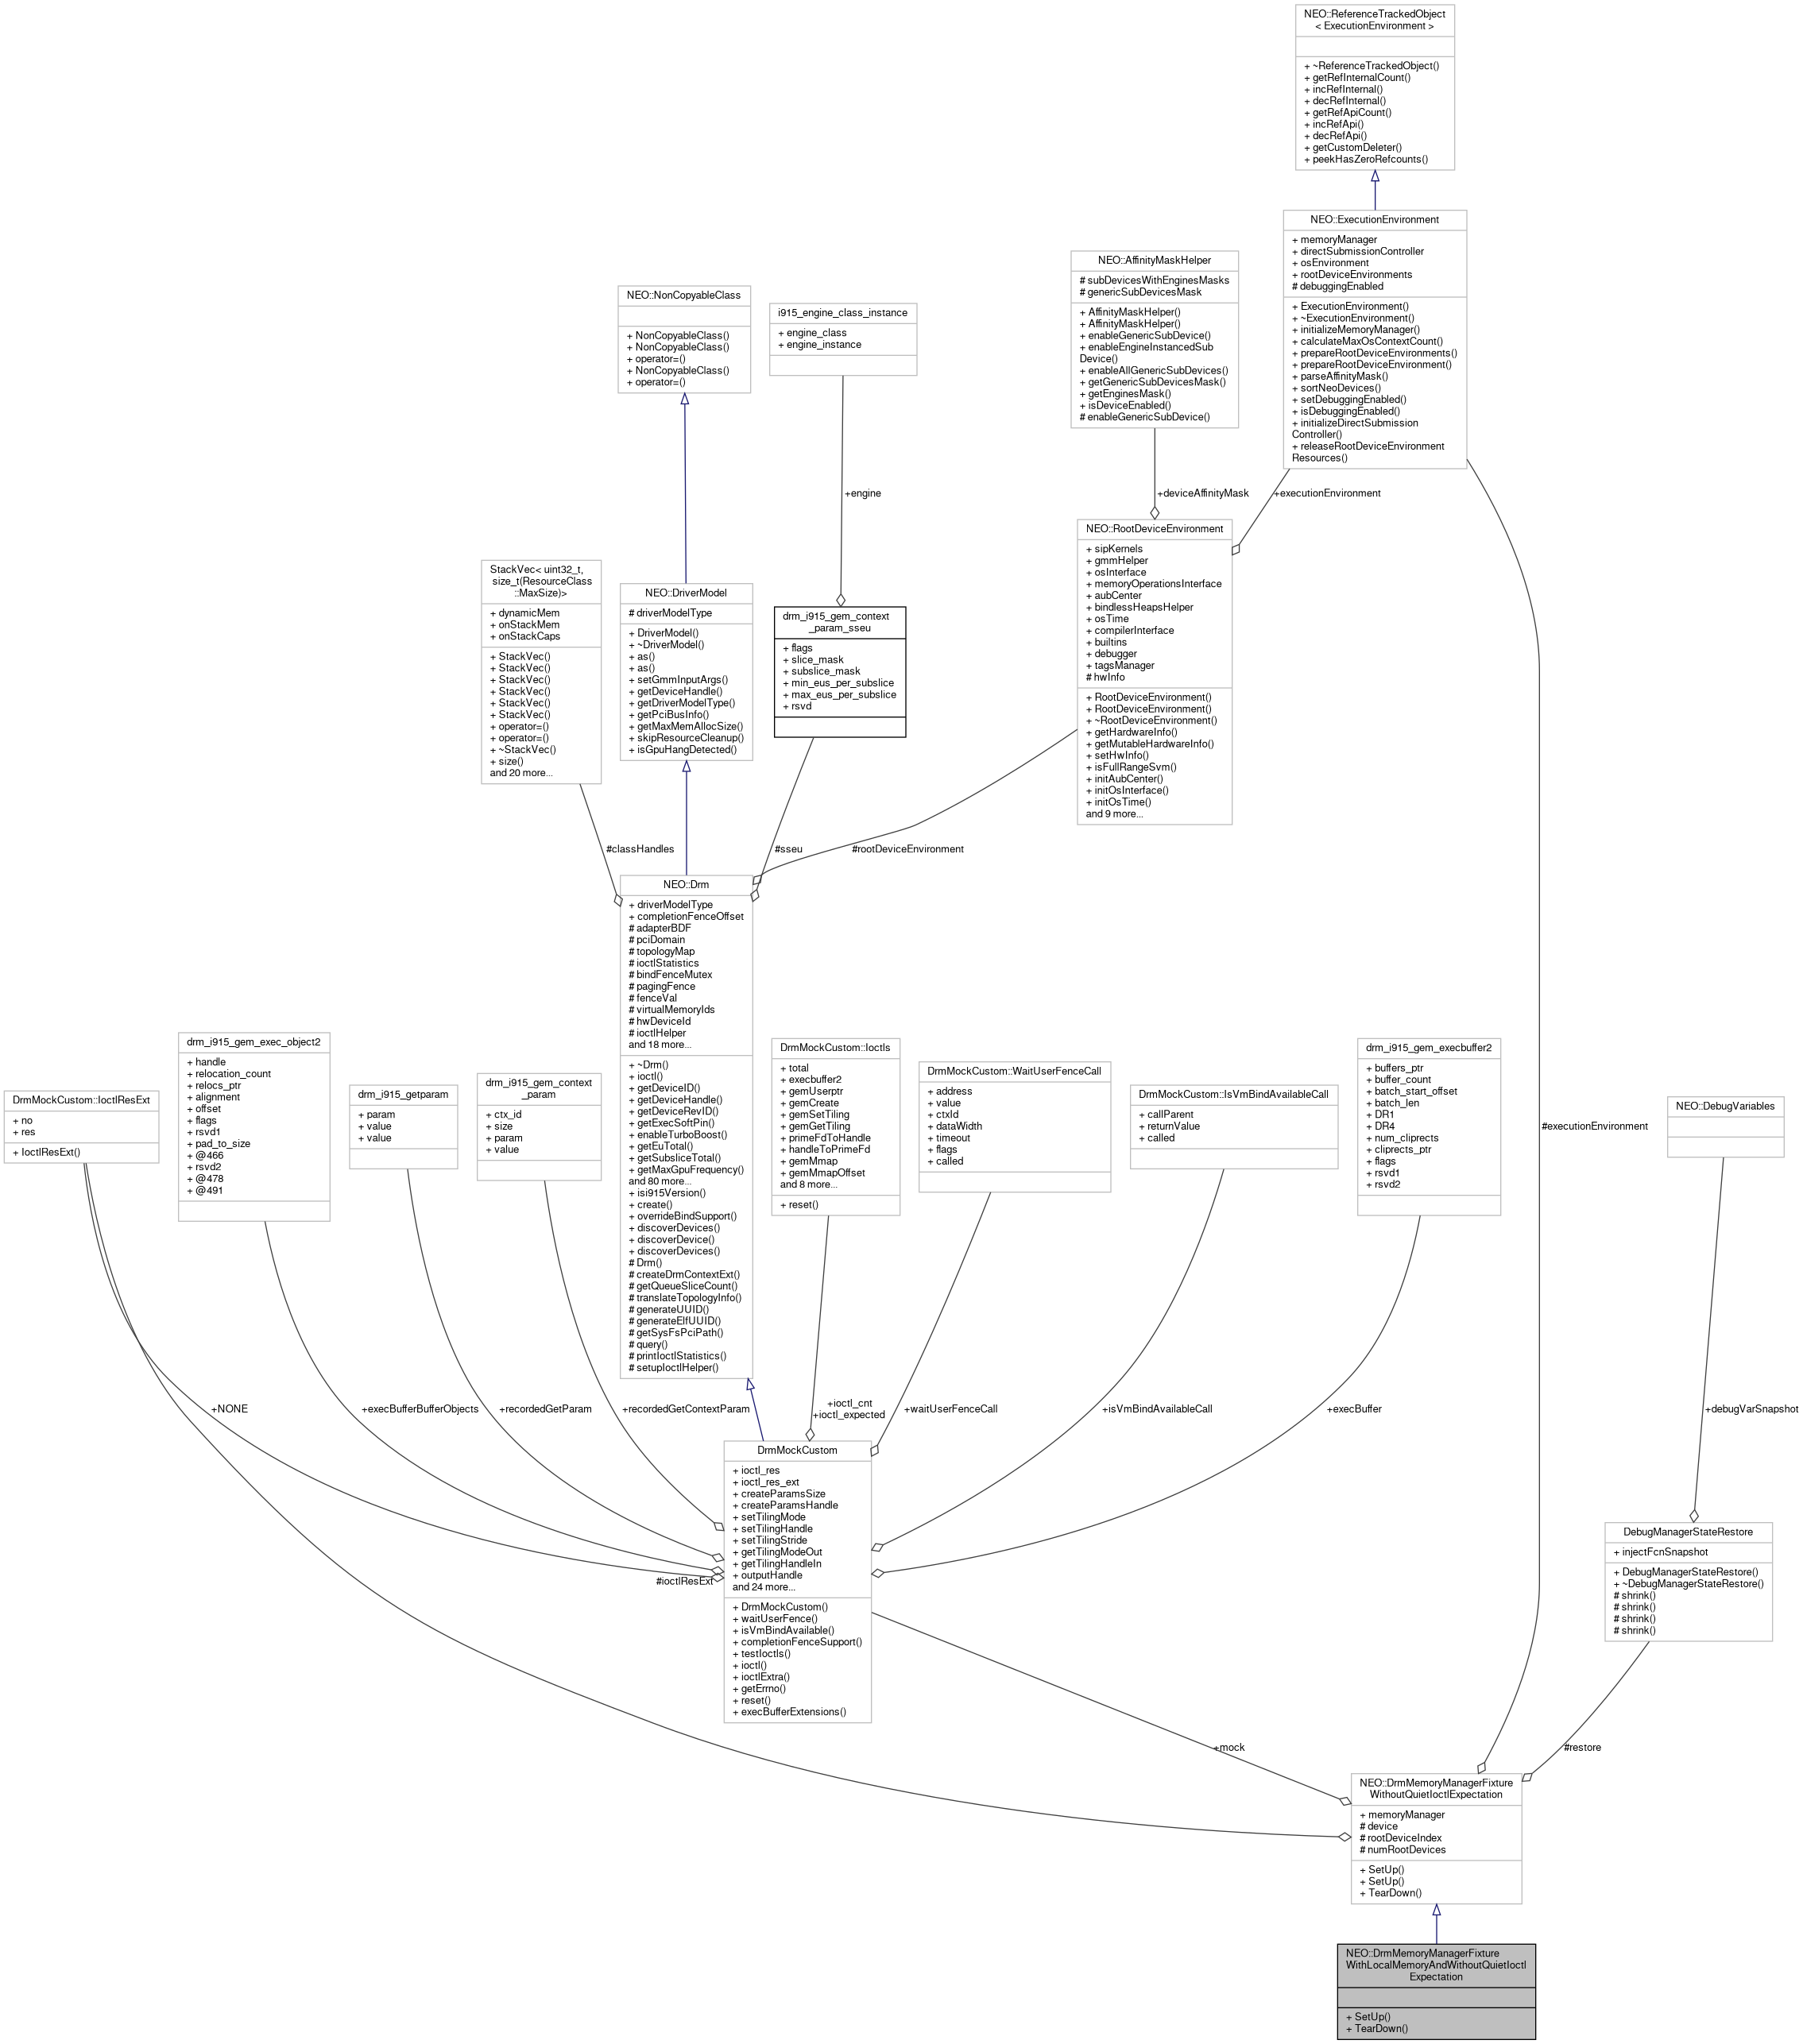 NEO::ReferenceTrackedObject
< ExecutionEnvironment >
+ ~ReferenceTrackedObject()
+ getRefInternalCount()
+ incRefInternal()
+ decRefInternal()
+ getRefApiCount()
+ incRefApi()
+ decRefApi()
+ getCustomDeleter()
+ peekHasZeroRefcounts()
NEO::ExecutionEnvironment
+ memoryManager
+ directSubmissionController
+ osEnvironment
+ rootDeviceEnvironments
# debuggingEnabled
+ ExecutionEnvironment()
+ ~ExecutionEnvironment()
+ initializeMemoryManager()
+ calculateMaxOsContextCount()
+ prepareRootDeviceEnvironments()
+ prepareRootDeviceEnvironment()
+ parseAffinityMask()
+ sortNeoDevices()
+ setDebuggingEnabled()
+ isDebuggingEnabled()
+ initializeDirectSubmission
Controller()
+ releaseRootDeviceEnvironment
Resources()
NEO::AffinityMaskHelper
# subDevicesWithEnginesMasks
# genericSubDevicesMask
+ AffinityMaskHelper()
+ AffinityMaskHelper()
+ enableGenericSubDevice()
+ enableEngineInstancedSub
Device()
+ enableAllGenericSubDevices()
+ getGenericSubDevicesMask()
+ getEnginesMask()
+ isDeviceEnabled()
# enableGenericSubDevice()
NEO::NonCopyableClass
+ NonCopyableClass()
+ NonCopyableClass()
+ operator=()
+ NonCopyableClass()
+ operator=()
i915_engine_class_instance
+ engine_class
+ engine_instance
+engine
+deviceAffinityMask
+executionEnvironment
NEO::RootDeviceEnvironment
+ sipKernels
+ gmmHelper
+ osInterface
+ memoryOperationsInterface
+ aubCenter
+ bindlessHeapsHelper
+ osTime
+ compilerInterface
+ builtins
+ debugger
+ tagsManager
# hwInfo
+ RootDeviceEnvironment()
+ RootDeviceEnvironment()
+ ~RootDeviceEnvironment()
+ getHardwareInfo()
+ getMutableHardwareInfo()
+ setHwInfo()
+ isFullRangeSvm()
+ initAubCenter()
+ initOsInterface()
+ initOsTime()
and 9 more...
StackVec< uint32_t,
size_t(ResourceClass
::MaxSize)>
+ dynamicMem
+ onStackMem
+ onStackCaps
+ StackVec()
+ StackVec()
+ StackVec()
+ StackVec()
+ StackVec()
+ StackVec()
+ operator=()
+ operator=()
+ ~StackVec()
+ size()
and 20 more...
NEO::DriverModel
# driverModelType
+ DriverModel()
+ ~DriverModel()
+ as()
+ as()
+ setGmmInputArgs()
+ getDeviceHandle()
+ getDriverModelType()
+ getPciBusInfo()
+ getMaxMemAllocSize()
+ skipResourceCleanup()
+ isGpuHangDetected()
drm_i915_gem_context
_param_sseu
+ flags
+ slice_mask
+ subslice_mask
+ min_eus_per_subslice
+ max_eus_per_subslice
+ rsvd
#classHandles
#sseu
#rootDeviceEnvironment
NEO::Drm
+ driverModelType
+ completionFenceOffset
# adapterBDF
# pciDomain
# topologyMap
# ioctlStatistics
# bindFenceMutex
# pagingFence
# fenceVal
# virtualMemoryIds
# hwDeviceId
# ioctlHelper
and 18 more...
+ ~Drm()
+ ioctl()
+ getDeviceID()
+ getDeviceHandle()
+ getDeviceRevID()
+ getExecSoftPin()
+ enableTurboBoost()
+ getEuTotal()
+ getSubsliceTotal()
+ getMaxGpuFrequency()
and 80 more...
+ isi915Version()
+ create()
+ overrideBindSupport()
+ discoverDevices()
+ discoverDevice()
+ discoverDevices()
# Drm()
# createDrmContextExt()
# getQueueSliceCount()
# translateTopologyInfo()
# generateUUID()
# generateElfUUID()
# getSysFsPciPath()
# query()
# printIoctlStatistics()
# setupIoctlHelper()
DrmMockCustom::IoctlResExt
+ no
+ res
+ IoctlResExt()
drm_i915_gem_exec_object2
+ handle
+ relocation_count
+ relocs_ptr
+ alignment
+ offset
+ flags
+ rsvd1
+ pad_to_size
+ @466
+ rsvd2
+ @478
+ @491
drm_i915_getparam
+ param
+ value
+ value
drm_i915_gem_context
_param
+ ctx_id
+ size
+ param
+ value
DrmMockCustom::Ioctls
+ total
+ execbuffer2
+ gemUserptr
+ gemCreate
+ gemSetTiling
+ gemGetTiling
+ primeFdToHandle
+ handleToPrimeFd
+ gemMmap
+ gemMmapOffset
and 8 more...
+ reset()
DrmMockCustom::WaitUserFenceCall
+ address
+ value
+ ctxId
+ dataWidth
+ timeout
+ flags
+ called
DrmMockCustom::IsVmBindAvailableCall
+ callParent
+ returnValue
+ called
drm_i915_gem_execbuffer2
+ buffers_ptr
+ buffer_count
+ batch_start_offset
+ batch_len
+ DR1
+ DR4
+ num_cliprects
+ cliprects_ptr
+ flags
+ rsvd1
+ rsvd2
#executionEnvironment
NEO::DebugVariables
+NONE
+execBufferBufferObjects
+recordedGetParam
+recordedGetContextParam
+ioctl_cnt
+ioctl_expected
+waitUserFenceCall
+isVmBindAvailableCall
+execBuffer
+debugVarSnapshot
DrmMockCustom
+ ioctl_res
+ ioctl_res_ext
+ createParamsSize
+ createParamsHandle
+ setTilingMode
+ setTilingHandle
+ setTilingStride
+ getTilingModeOut
+ getTilingHandleIn
+ outputHandle
and 24 more...
+ DrmMockCustom()
+ waitUserFence()
+ isVmBindAvailable()
+ completionFenceSupport()
+ testIoctls()
+ ioctl()
+ ioctlExtra()
+ getErrno()
+ reset()
+ execBufferExtensions()
#ioctlResExt
DebugManagerStateRestore
+ injectFcnSnapshot
+ DebugManagerStateRestore()
+ ~DebugManagerStateRestore()
# shrink()
# shrink()
# shrink()
# shrink()
+mock
#restore
NEO::DrmMemoryManagerFixture
WithoutQuietIoctlExpectation
+ memoryManager
# device
# rootDeviceIndex
# numRootDevices
+ SetUp()
+ SetUp()
+ TearDown()
NEO::DrmMemoryManagerFixture
WithLocalMemoryAndWithoutQuietIoctl
Expectation
+ SetUp()
+ TearDown()